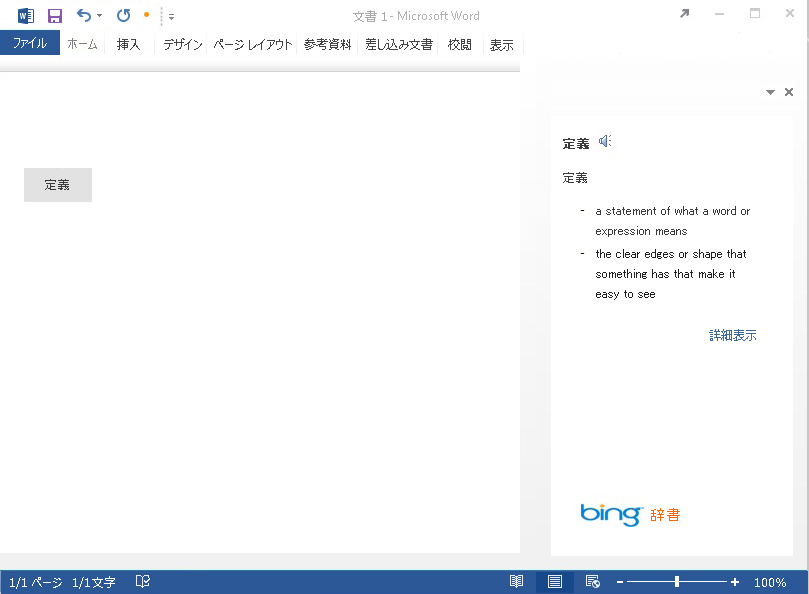 文書 1 - Microsoft Word
ファイル ホーム 挿入 デザイン ページ レイアウト 参考資料 差し込み文書 校閲 表示
定義
定義
定義
- a statement of what a word or
expression means
- the clear edges or shape that
something has that make it
easy to see
詳細表示
bing 辞書
1/1 ページ 1/1文字 100%